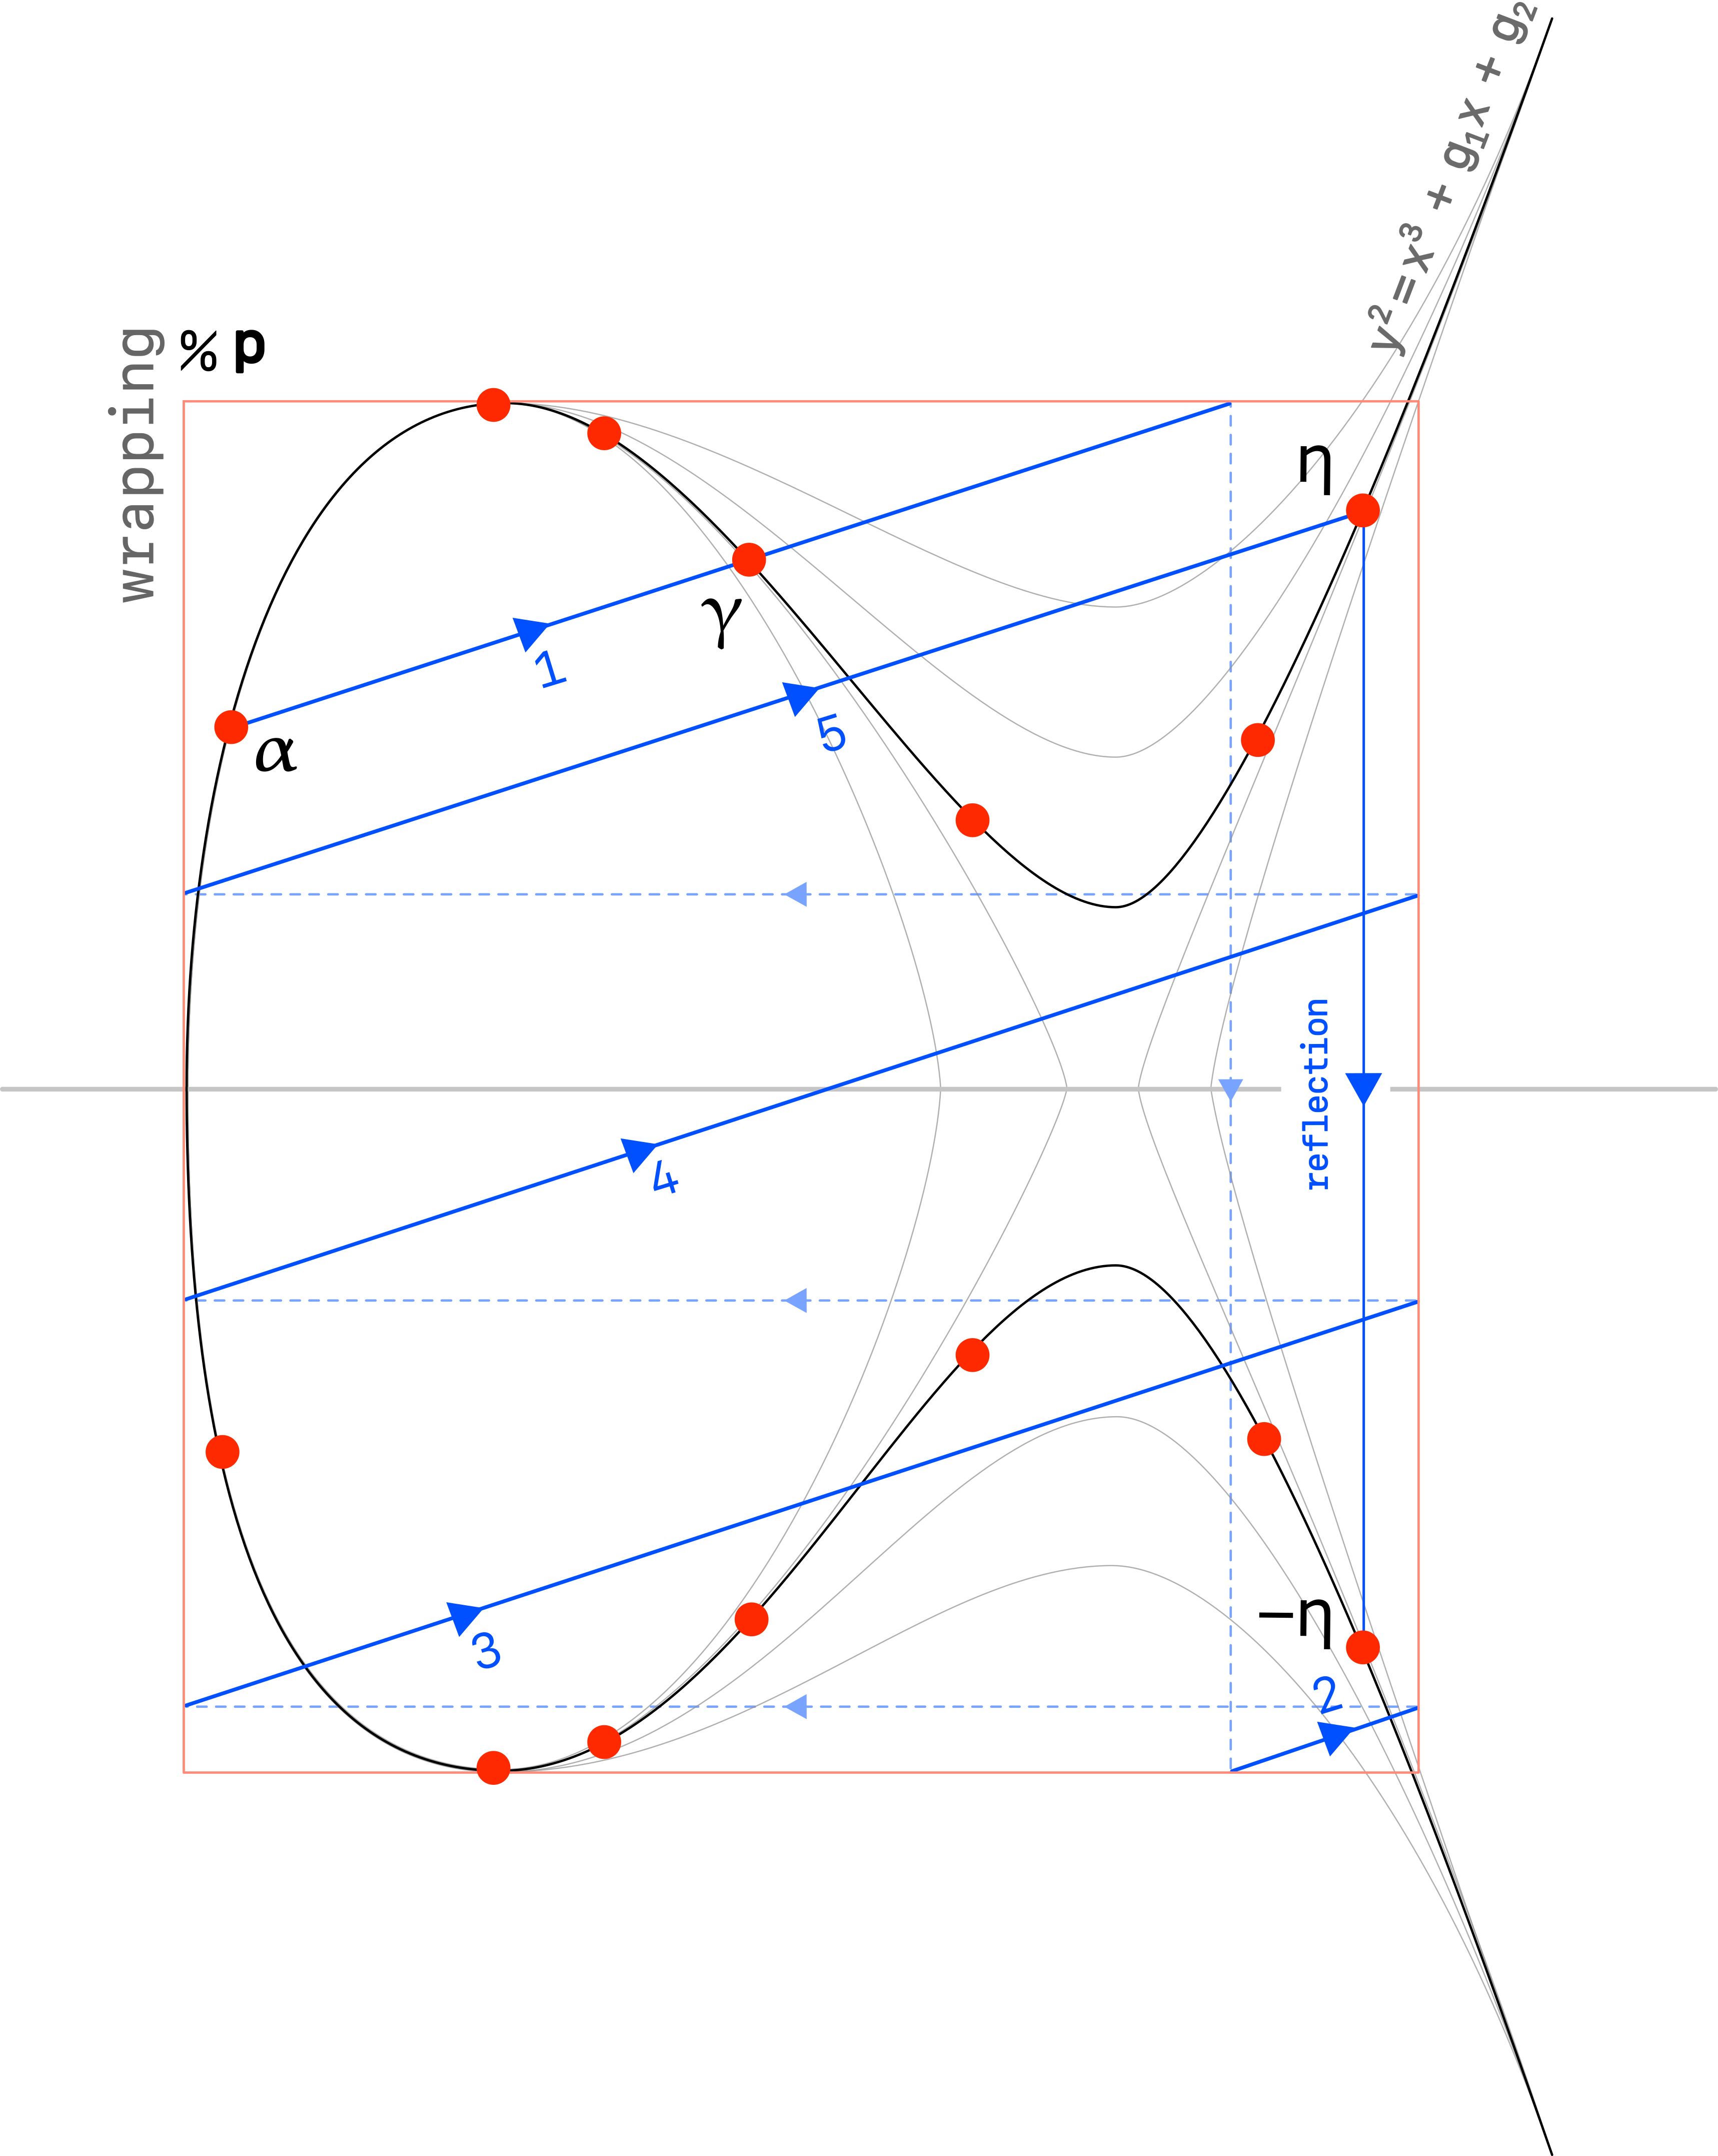 y² = x³ + g₁x + g₂
wrapping
% p
η
γ
1
α
5
reflection
4
−η
3
2